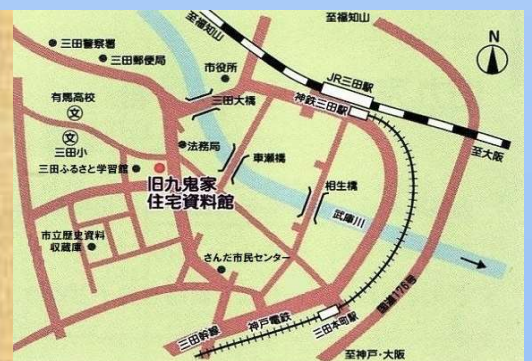 至福知山
至福知山
N
三田警察署
三田郵便局
市役所
JR三田駅
有馬高校
文
三田大橋
神鉄三田駅
至大阪
文
三田小
法務局
車瀬橋
三田ふるさと学習館
相生橋
旧九鬼家
住宅資料館
武庫川
市立歴史資料
収蔵庫
さんだ市民センター
国道176号
三田幹線
神戸電鉄
三田本町駅
至神戸・大阪